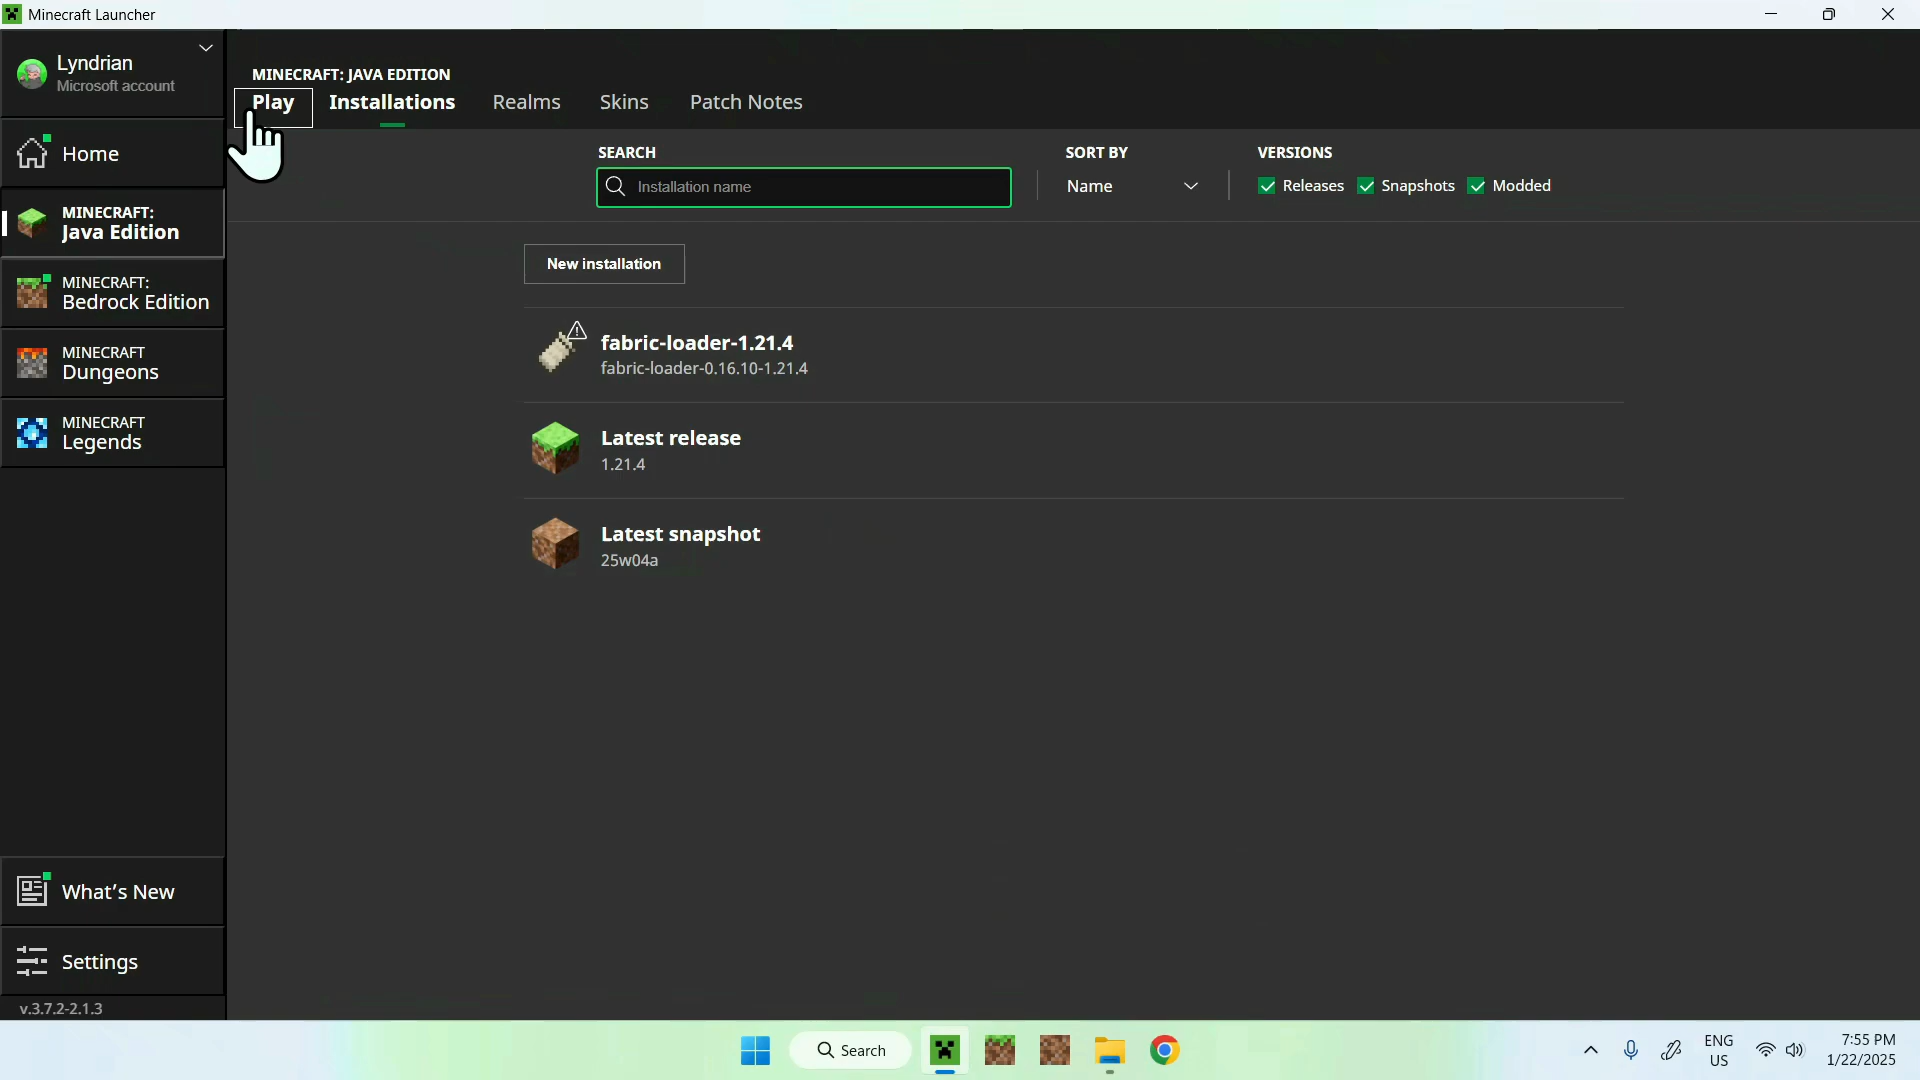 Minecraft Launcher
Lyndrian
Microsoft account
Home
MINECRAFT:
Java Edition
MINECRAFT:
Bedrock Edition
MINECRAFT
Dungeons
MINECRAFT
Legends
What's New
Settings
v.3.7.2-2.1.3
MINECRAFT: JAVA EDITION
Play Installations Realms Skins Patch Notes
SEARCH
Installation name
SORT BY
Name
VERSIONS
Releases Snapshots Modded
New installation
fabric-loader-1.21.4
fabric-loader-0.16.10-1.21.4
Latest release
1.21.4
Latest snapshot
25w04a
Search
ENG
US
7:55 PM
1/22/2025